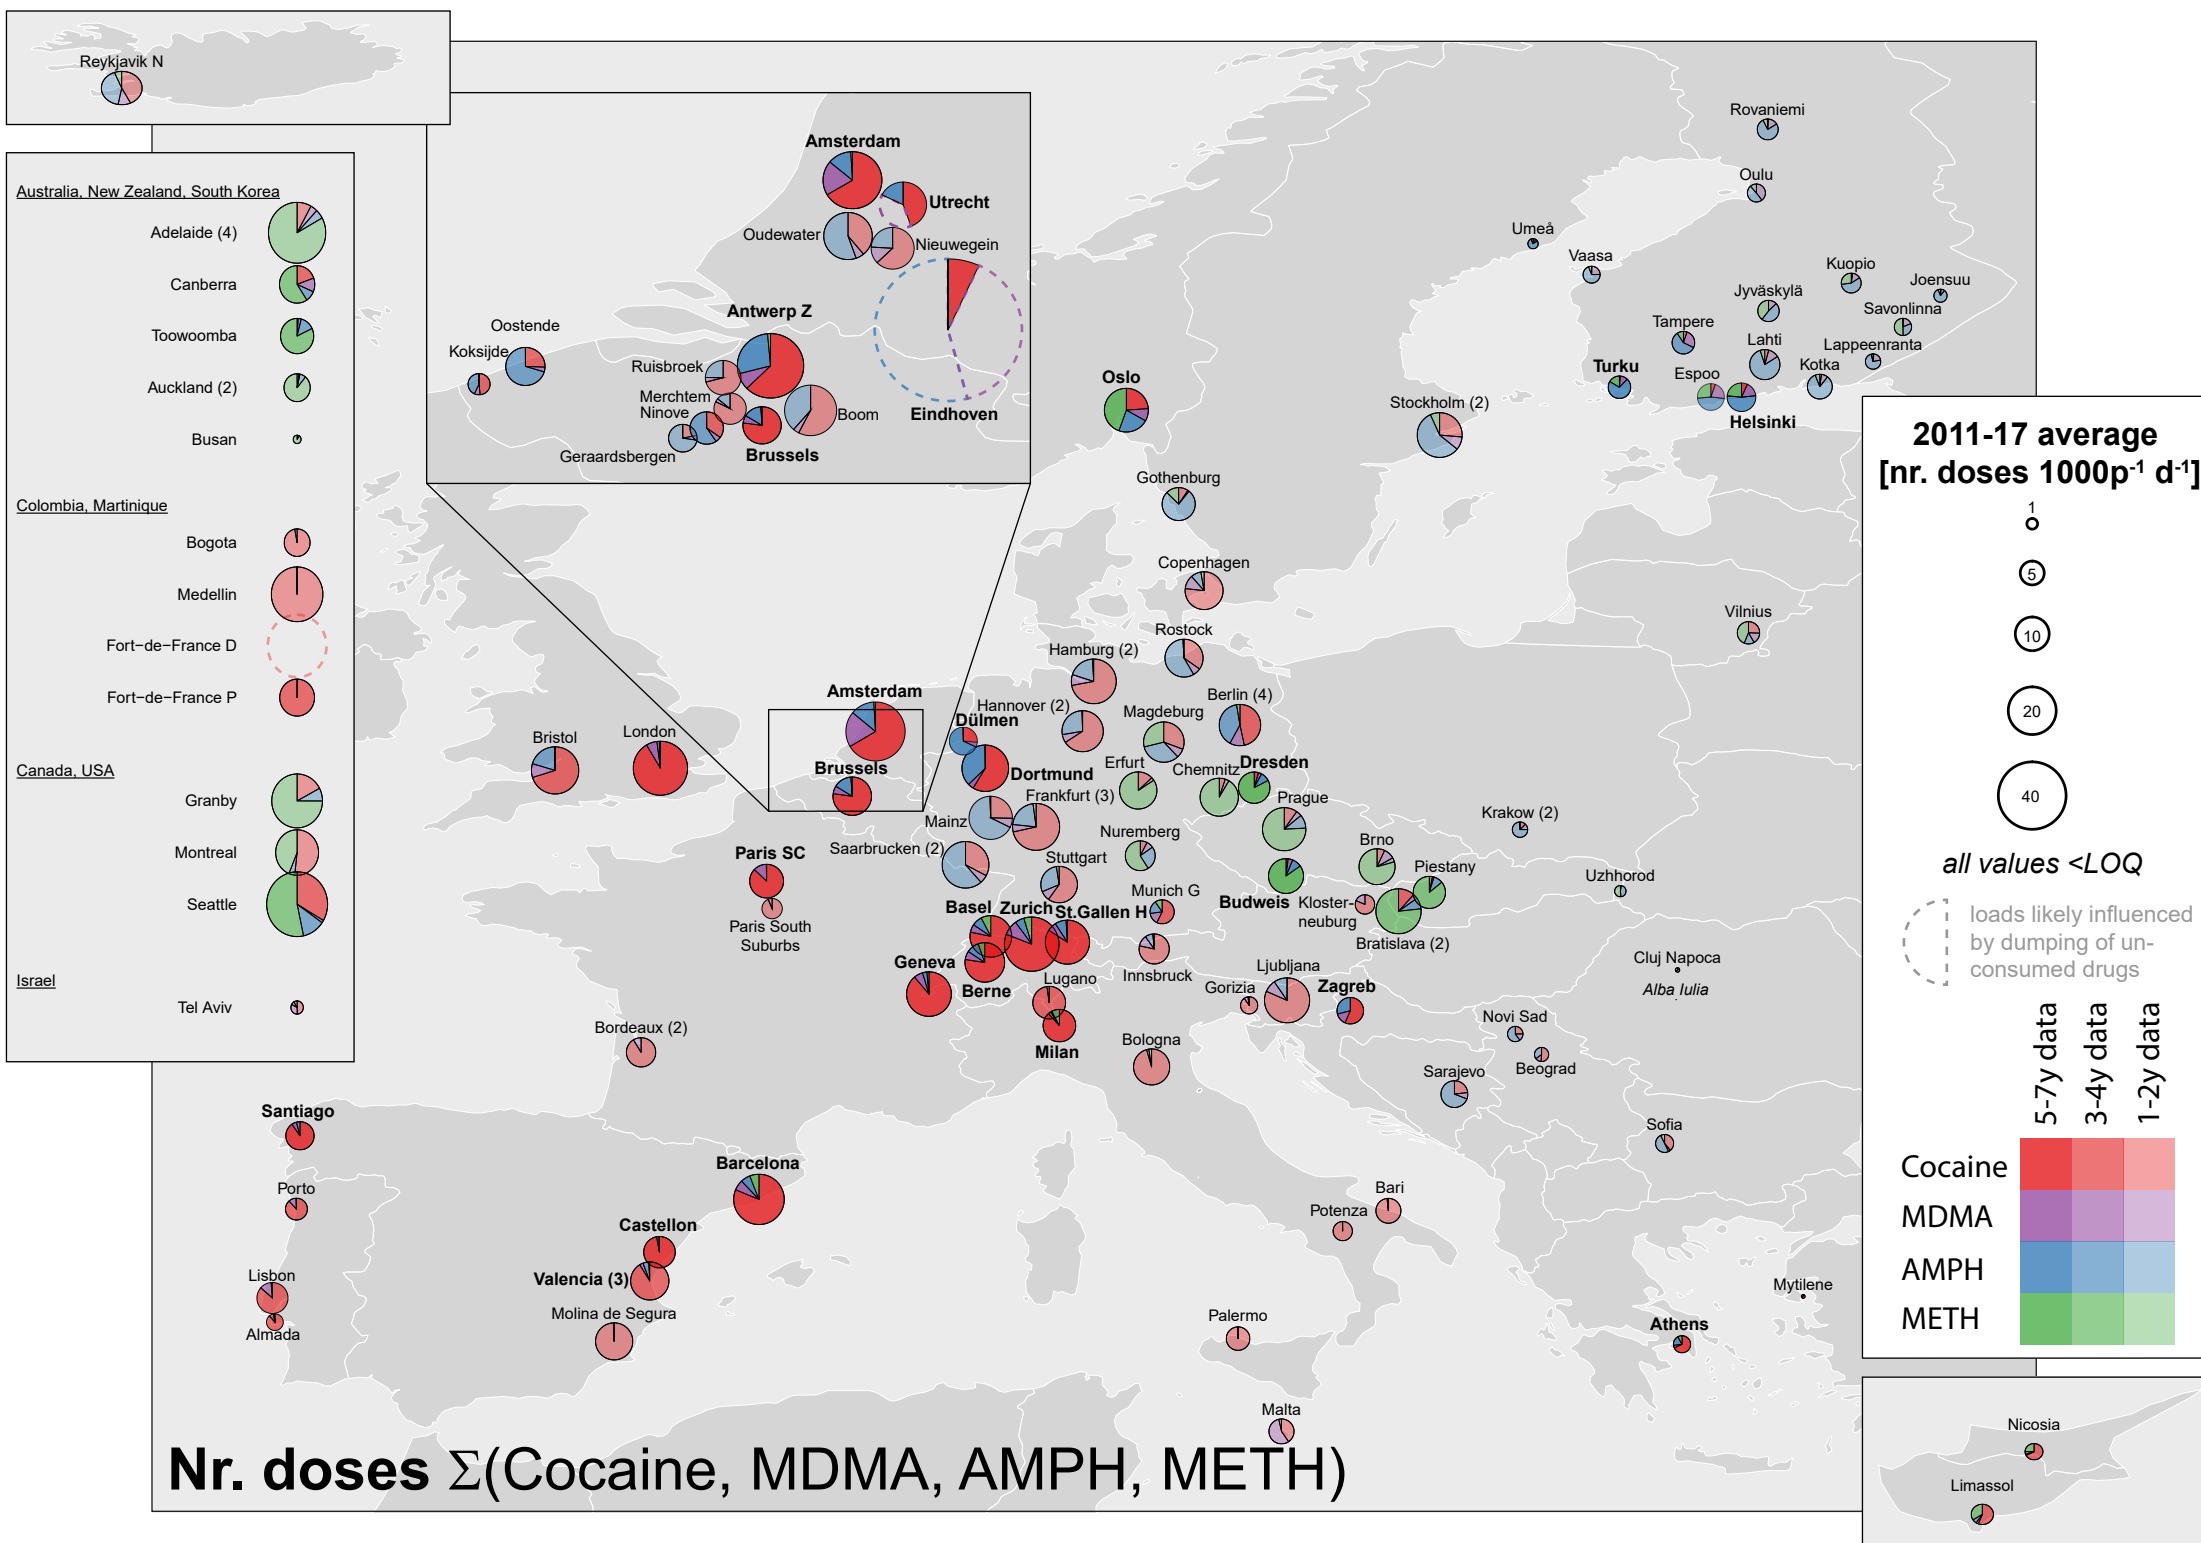 Reykjavik N
Australia, New Zealand, South Korea
Adelaide (4)
Canberra
Toowoomba
Auckland (2)
Busan
Colombia, Martinique
Bogota
Medellin
Fort−de−France D
Fort−de−France P
Canada, USA
Granby
Montreal
Seattle
Israel
Tel Aviv
Amsterdam
Utrecht
Oudewater
Nieuwegein
Antwerp Z
Oostende
Koksijde
Ruisbroek
Merchtem
Ninove
Boom
Eindhoven
Geraardsbergen
Brussels
Rovaniemi
Oulu
Umeå
Vaasa
Kuopio
Joensuu
Jyväskylä
Savonlinna
Tampere
Lahti
Lappeenranta
Turku
Espoo
Kotka
Helsinki
Oslo
Stockholm (2)
Gothenburg
Copenhagen
Vilnius
Rostock
Hamburg (2)
Amsterdam
Hannover (2)
Dülmen
Berlin (4)
Magdeburg
Bristol
London
Brussels
Dortmund
Erfurt
Chemnitz
Dresden
Frankfurt (3)
Prague
Mainz
Nuremberg
Krakow (2)
Brno
Paris SC
Saarbrucken (2)
Stuttgart
Piestany
Uzhhorod
Munich G
Budweis
Kloster-
neuburg
Paris South
Suburbs
Basel
Zurich
St.Gallen H
Bratislava (2)
Geneva
Berne
Lugano
Innsbruck
Ljubljana
Gorizia
Zagreb
Cluj Napoca
Alba Iulia
Milan
Bordeaux (2)
Bologna
Novi Sad
Beograd
Sarajevo
Sofia
Santiago
Barcelona
Porto
Castellon
Bari
Potenza
Lisbon
Valencia (3)
Almada
Molina de Segura
Palermo
Mytilene
Athens
Malta
Nr. doses Σ(Cocaine, MDMA, AMPH, METH)
2011-17 average
[nr. doses 1000p⁻¹ d⁻¹]
1
5
10
20
40
all values <LOQ
loads likely influenced
by dumping of un-
consumed drugs
5-7y data
3-4y data
1-2y data
Cocaine
MDMA
AMPH
METH
Nicosia
Limassol